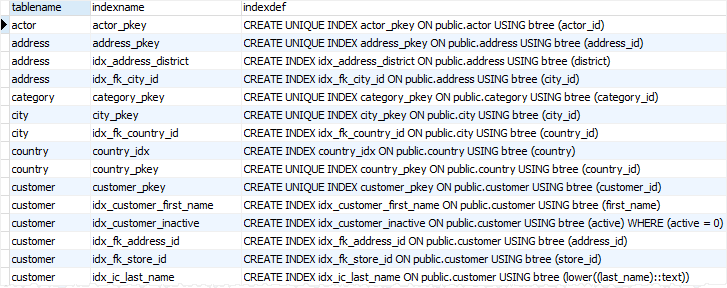 tablename indexname indexdef
actor actor_pkey CREATE UNIQUE INDEX actor_pkey ON public.actor USING btree (actor_id)
address address_pkey CREATE UNIQUE INDEX address_pkey ON public.address USING btree (address_id)
address idx_address_district CREATE INDEX idx_address_district ON public.address USING btree (district)
address idx_fk_city_id CREATE INDEX idx_fk_city_id ON public.address USING btree (city_id)
category category_pkey CREATE UNIQUE INDEX category_pkey ON public.category USING btree (category_id)
city city_pkey CREATE UNIQUE INDEX city_pkey ON public.city USING btree (city_id)
city idx_fk_country_id CREATE INDEX idx_fk_country_id ON public.city USING btree (country_id)
country country_idx CREATE INDEX country_idx ON public.country USING btree (country)
country country_pkey CREATE UNIQUE INDEX country_pkey ON public.country USING btree (country_id)
customer customer_pkey CREATE UNIQUE INDEX customer_pkey ON public.customer USING btree (customer_id)
customer idx_customer_first_name CREATE INDEX idx_customer_first_name ON public.customer USING btree (first_name)
customer idx_customer_inactive CREATE INDEX idx_customer_inactive ON public.customer USING btree (active) WHERE (active = 0)
customer idx_fk_address_id CREATE INDEX idx_fk_address_id ON public.customer USING btree (address_id)
customer idx_fk_store_id CREATE INDEX idx_fk_store_id ON public.customer USING btree (store_id)
customer idx_ic_last_name CREATE INDEX idx_ic_last_name ON public.customer USING btree (lower((last_name)::text))